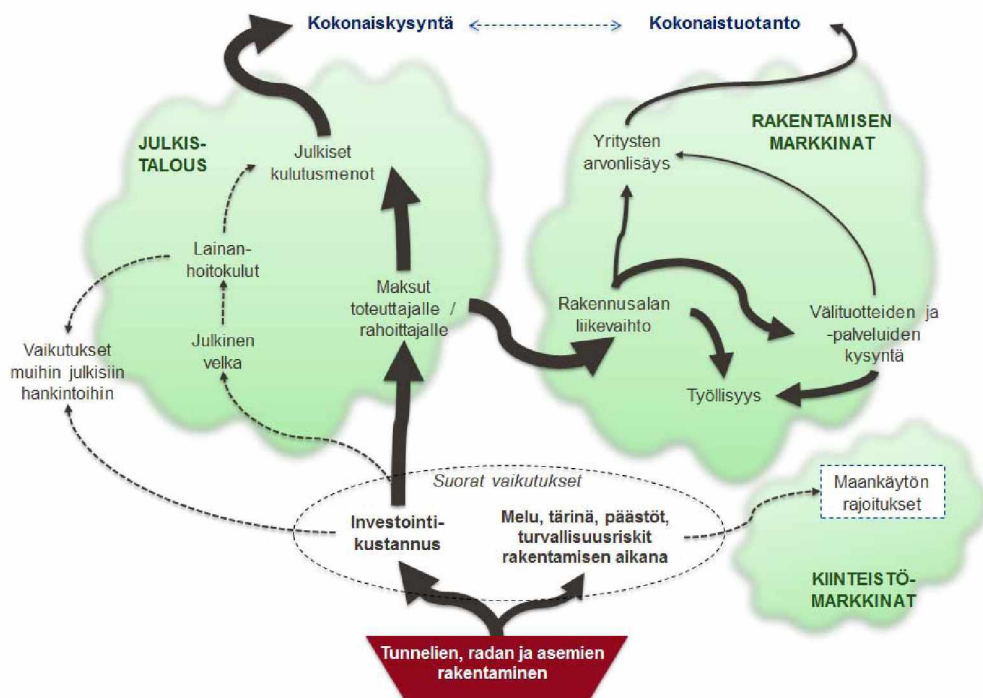 Kokonaiskysyntä
Kokonaistuotanto
JULKIS-
TALOUS
Julkiset
kulutusmenot
Yritysten
arvonlisäys
RAKENTAMISEN
MARKKINAT
Lainan-
hoitokulut
Maksut
toteuttajalle /
rahoittajalle
Rakennusalan
liikevaihto
Välituotteiden ja
-palveluiden
kysyntä
Vaikutukset
muihin julkisiin
hankintoihin
Julkinen
velka
Työllisyys
Suorat vaikutukset
Investointi-
kustannus
Melu, tärinä, päästöt,
turvallisuusriskit
rakentamisen aikana
Maankäytön
rajoitukset
KIINTEISTÖ-
MARKKINAT
Tunnelien, radan ja asemien
rakentaminen